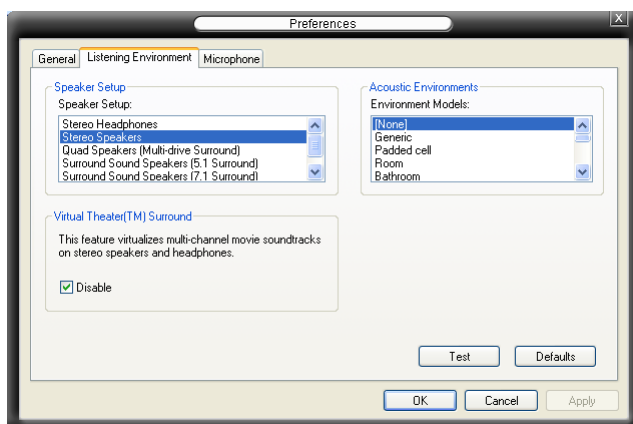 Preferences
X
General Listening Environment Microphone
Speaker Setup
Speaker Setup:
Stereo Headphones
Stereo Speakers
Quad Speakers (Multi-drive Surround)
Surround Sound Speakers (5.1 Surround)
Surround Sound Speakers (7.1 Surround)
Acoustic Environments
Environment Models:
[None]
Generic
Padded cell
Room
Bathroom
Virtual Theater(TM) Surround
This feature virtualizes multi-channel movie soundtracks
on stereo speakers and headphones.
Disable
Test Defaults
OK Cancel Apply